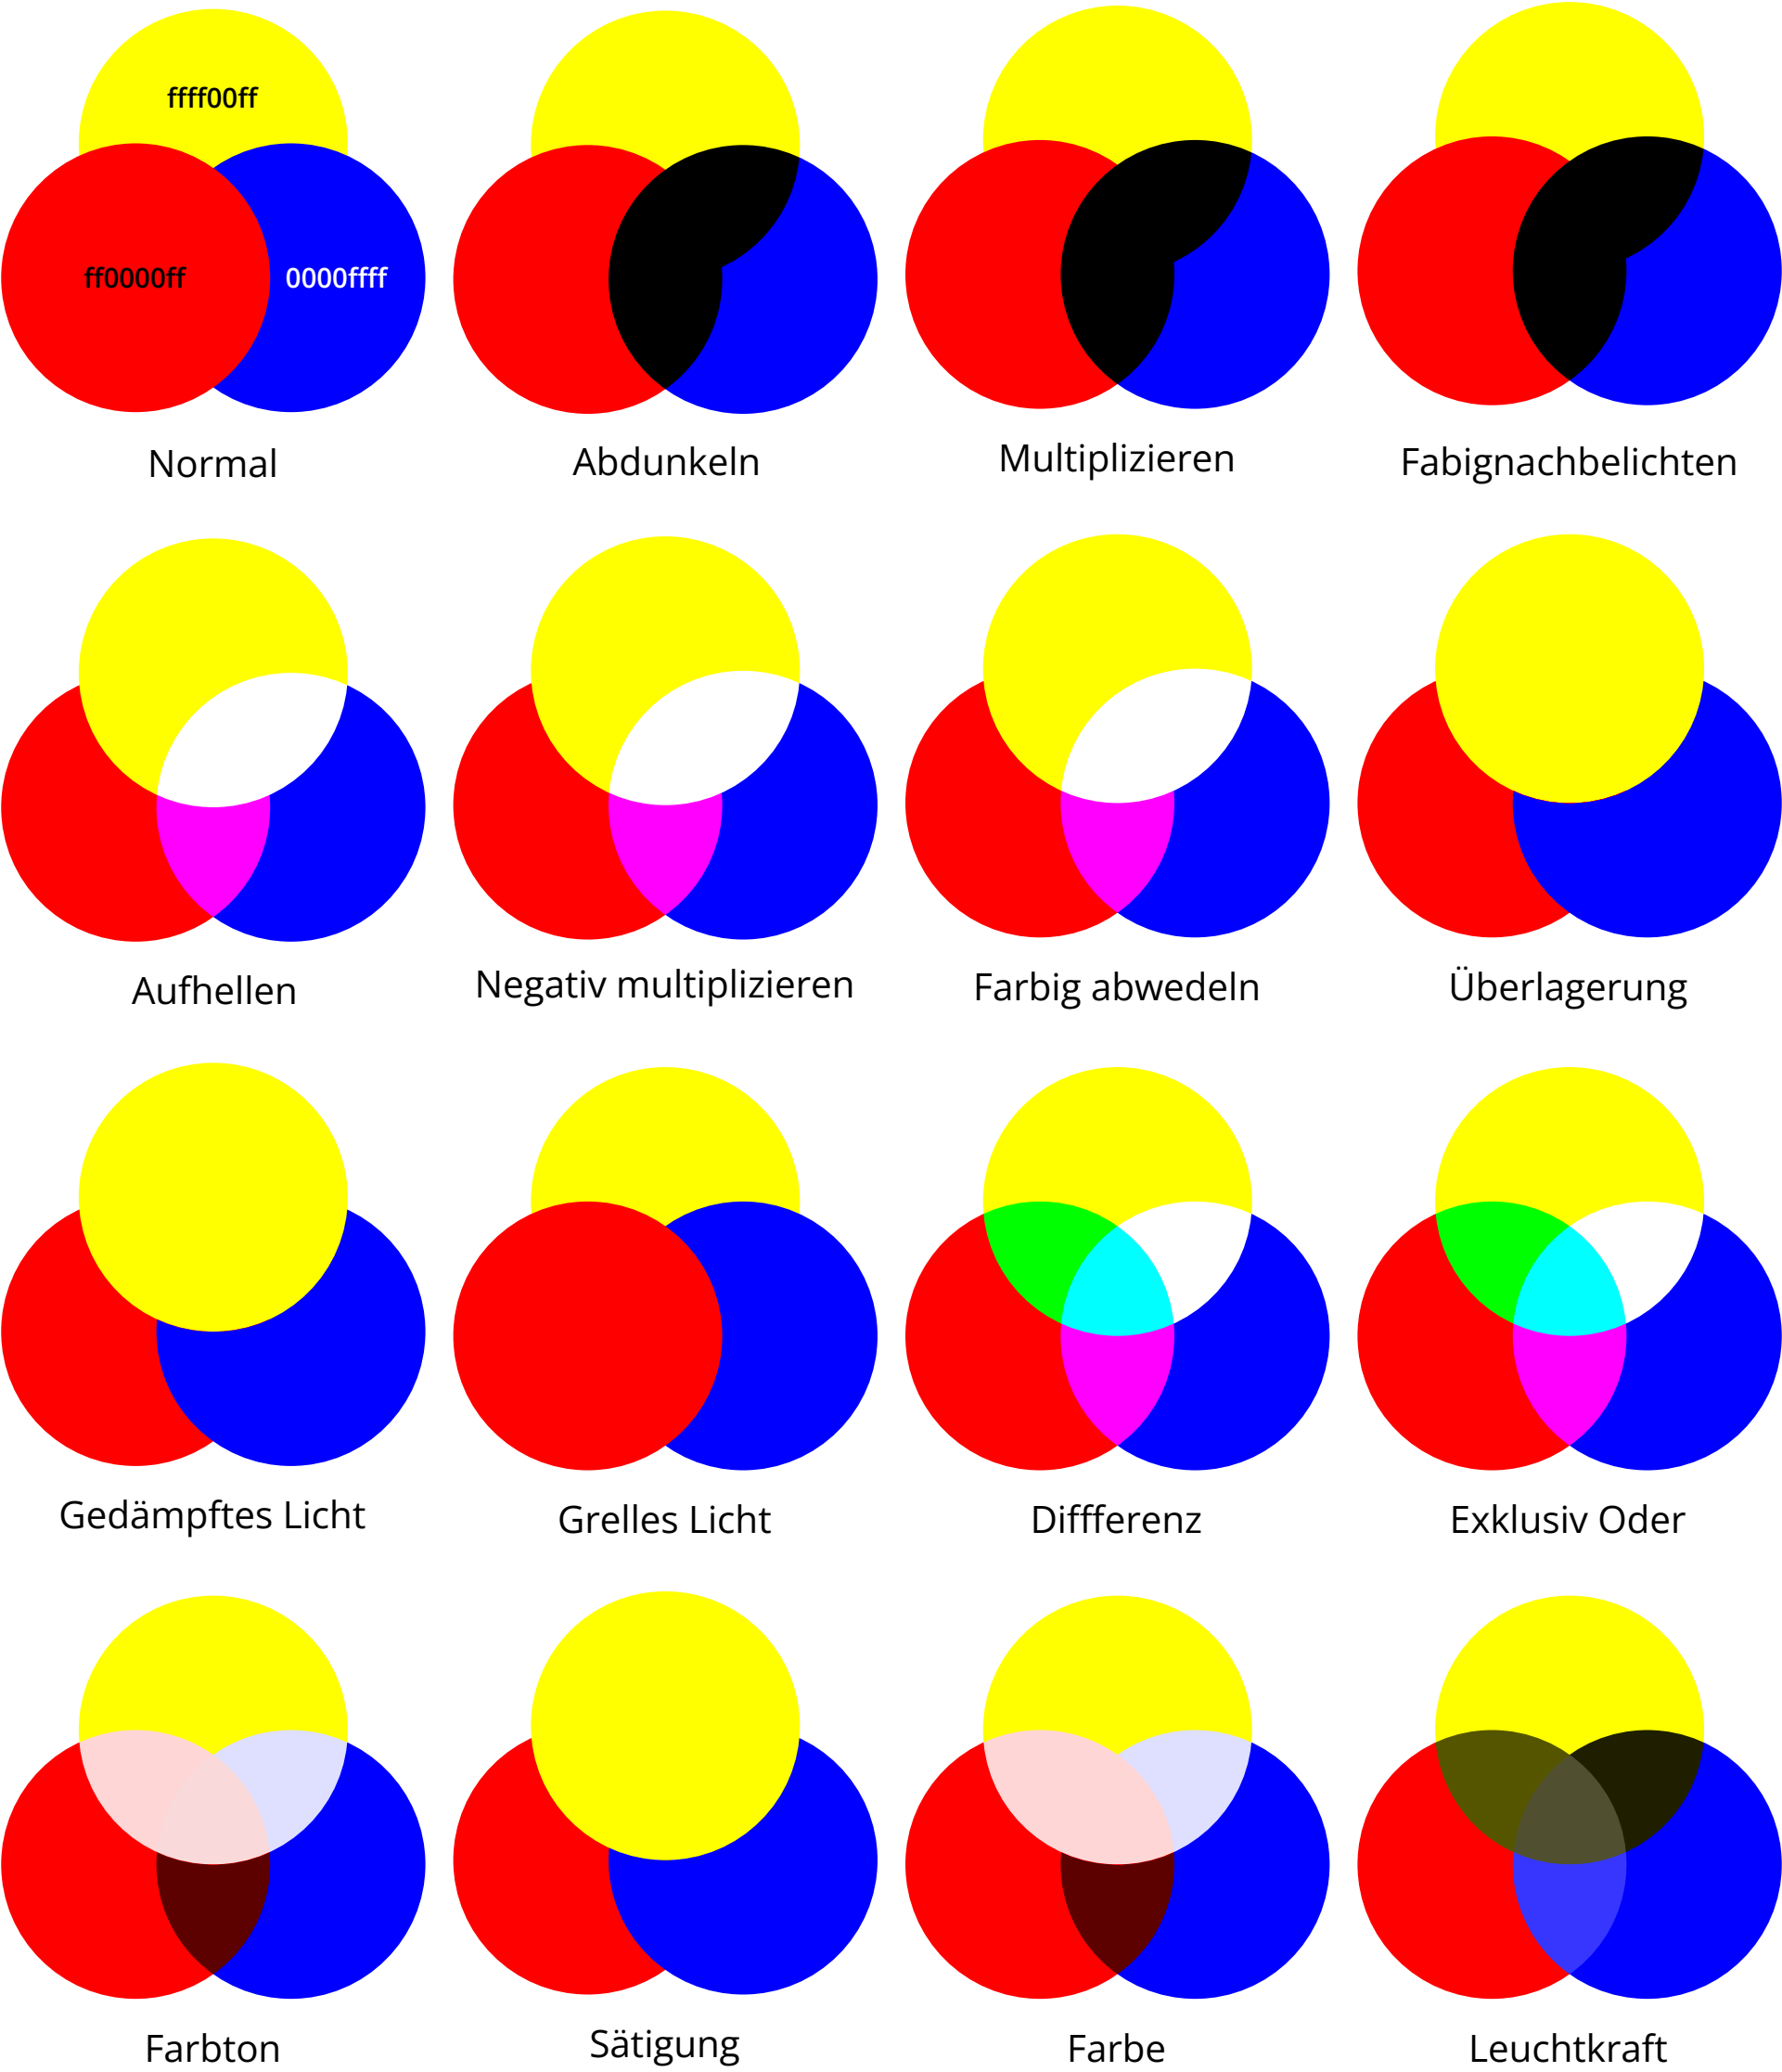 ffff00ff
ff0000ff
0000ffff
Normal
Abdunkeln
Multiplizieren
Fabignachbelichten
Aufhellen
Negativ multiplizieren
Farbig abwedeln
Überlagerung
Gedämpftes Licht
Grelles Licht
Diffferenz
Exklusiv Oder
Farbton
Sätigung
Farbe
Leuchtkraft